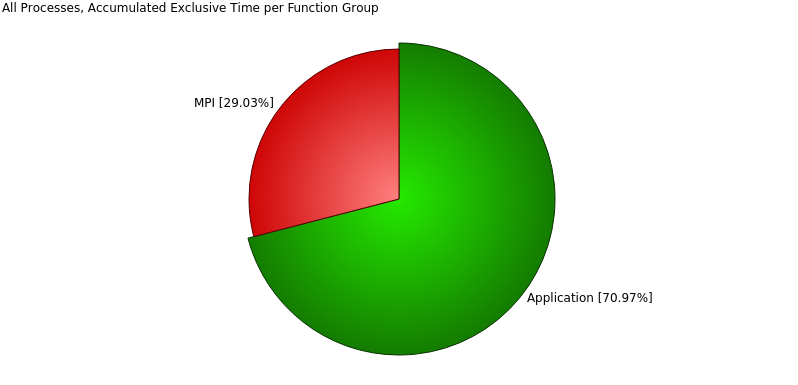 All Processes, Accumulated Exclusive Time per Function Group
MPI [29.03%]
Application [70.97%]